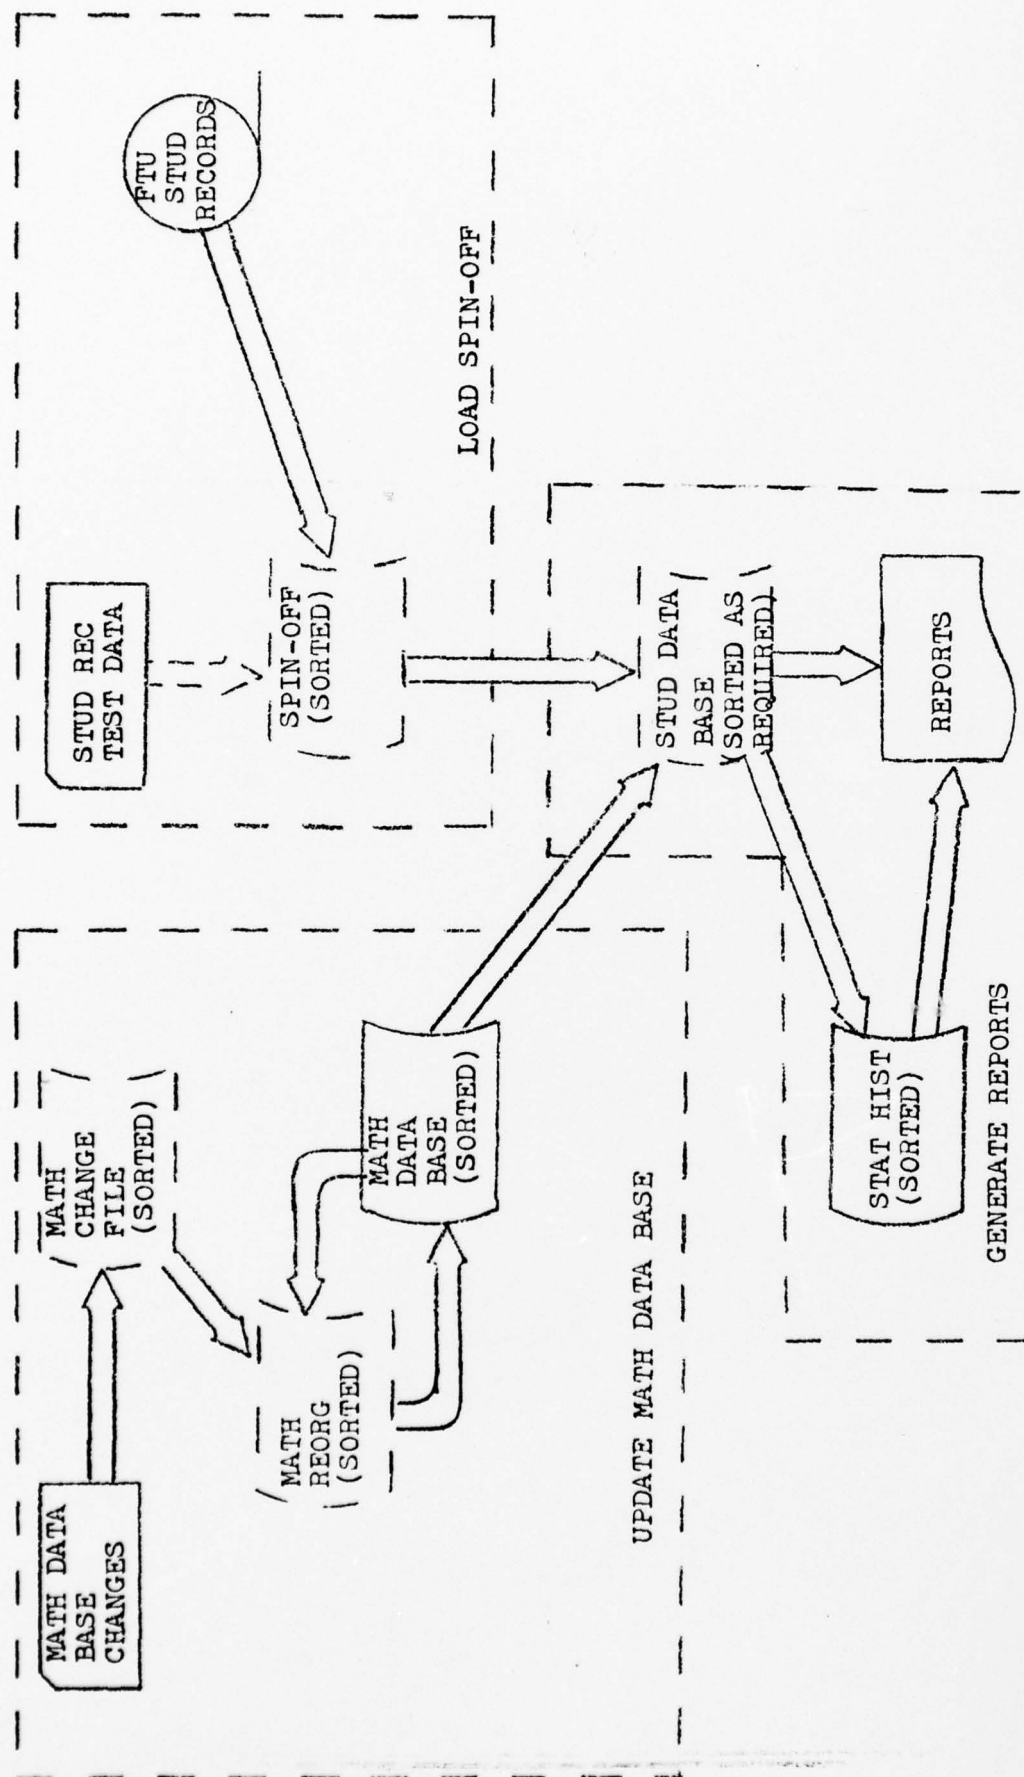 MATH DATA
BASE
CHANGES
MATH
CHANGE
FILE
(SORTED)
MATH
REORG
(SORTED)
MATH
DATA
BASE
(SORTED)
UPDATE MATH DATA BASE
STUD REC
TEST DATA
FTU
STUD
RECORDS
SPIN-OFF
(SORTED)
LOAD SPIN-OFF
STUD DATA
BASE
(SORTED AS
REQUIRED)
STAT HIST
(SORTED)
REPORTS
GENERATE REPORTS